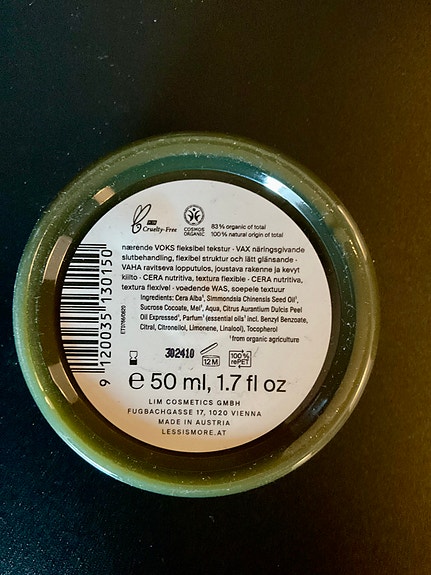 Cruelty-Free
COSMOS
ORGANIC
83% organic of total
100% natural origin of total
nærende VOKS fleksibel tekstur · VAX näringsgivande
slutbehandling, flexibel struktur och lätt glänsande ·
VAHA ravitseva lopputulos, joustava rakenne ja kevyt
kiilto · CERA nutritiva, textura flexible · CERA nutritiva,
textura flexível · voedende WAS, soepele textuur
Ingredients: Cera Alba¹, Simmondsia Chinensis Seed Oil¹,
Sucrose Cocoate, Mel¹, Aqua, Citrus Aurantium Dulcis Peel
Oil Expressed¹, Parfum¹ (essential oils¹ incl. Benzyl Benzoate,
Citral, Citronellol, Limonene, Linalool), Tocopherol
¹from organic agriculture
9120035 130150
302410
12M
100%
rePET
e 50 ml, 1.7 fl oz
LIM COSMETICS GMBH
FUGBACHGASSE 17, 1020 VIENNA
MADE IN AUSTRIA
LESSISMORE.AT